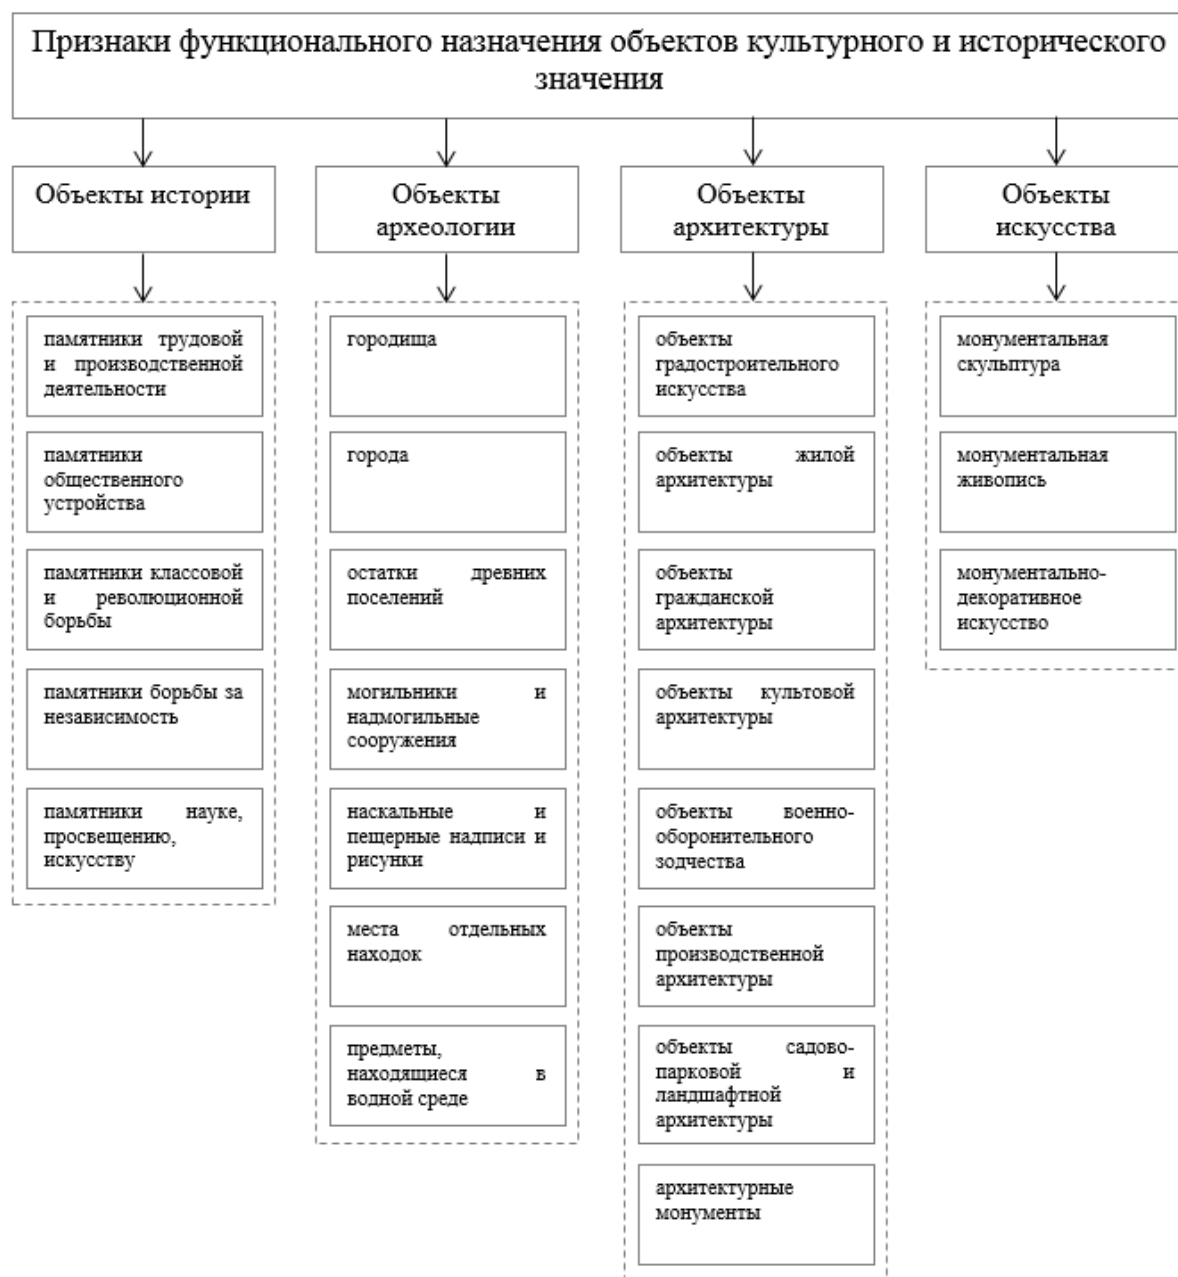 Признаки функционального назначения объектов культурного и исторического
значения
Объекты истории
Объекты
археологии
Объекты
архитектуры
Объекты
искусства
памятники трудовой
и производственной
деятельности
памятники
общественного
устройства
памятники классовой
и революционной
борьбы
памятники борьбы за
независимость
памятники науке,
просвещению,
искусству
городища
города
остатки древних
поселений
могильники и
надмогильные
сооружения
наскальные и
пещерные надписи и
рисунки
места отдельных
находок
предметы,
находящиеся в
водной среде
объекты
градостроительного
искусства
объекты жилой
архитектуры
объекты
гражданской
архитектуры
объекты культовой
архитектуры
объекты военно-
оборонительного
зодчества
объекты
производственной
архитектуры
объекты садово-
парковой и
ландшафтной
архитектуры
архитектурные
монументы
монументальная
скульптура
монументальная
живопись
монументально-
декоративное
искусство